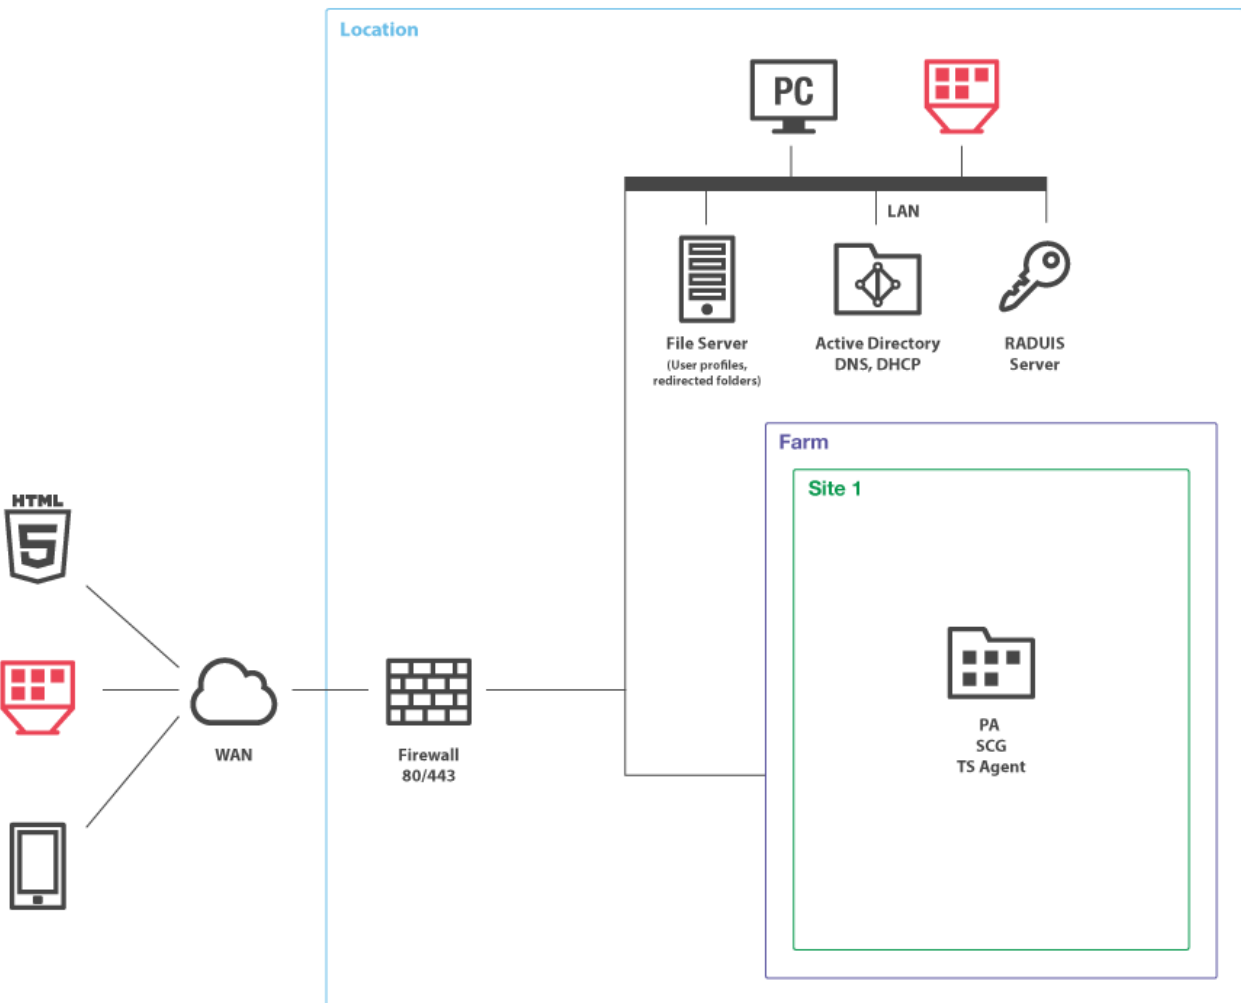 Location
PC
LAN
File Server
(User profiles,
redirected folders)
Active Directory
DNS, DHCP
RADUIS
Server
Farm
Site 1
HTML
5
WAN
Firewall
80/443
PA
SCG
TS Agent